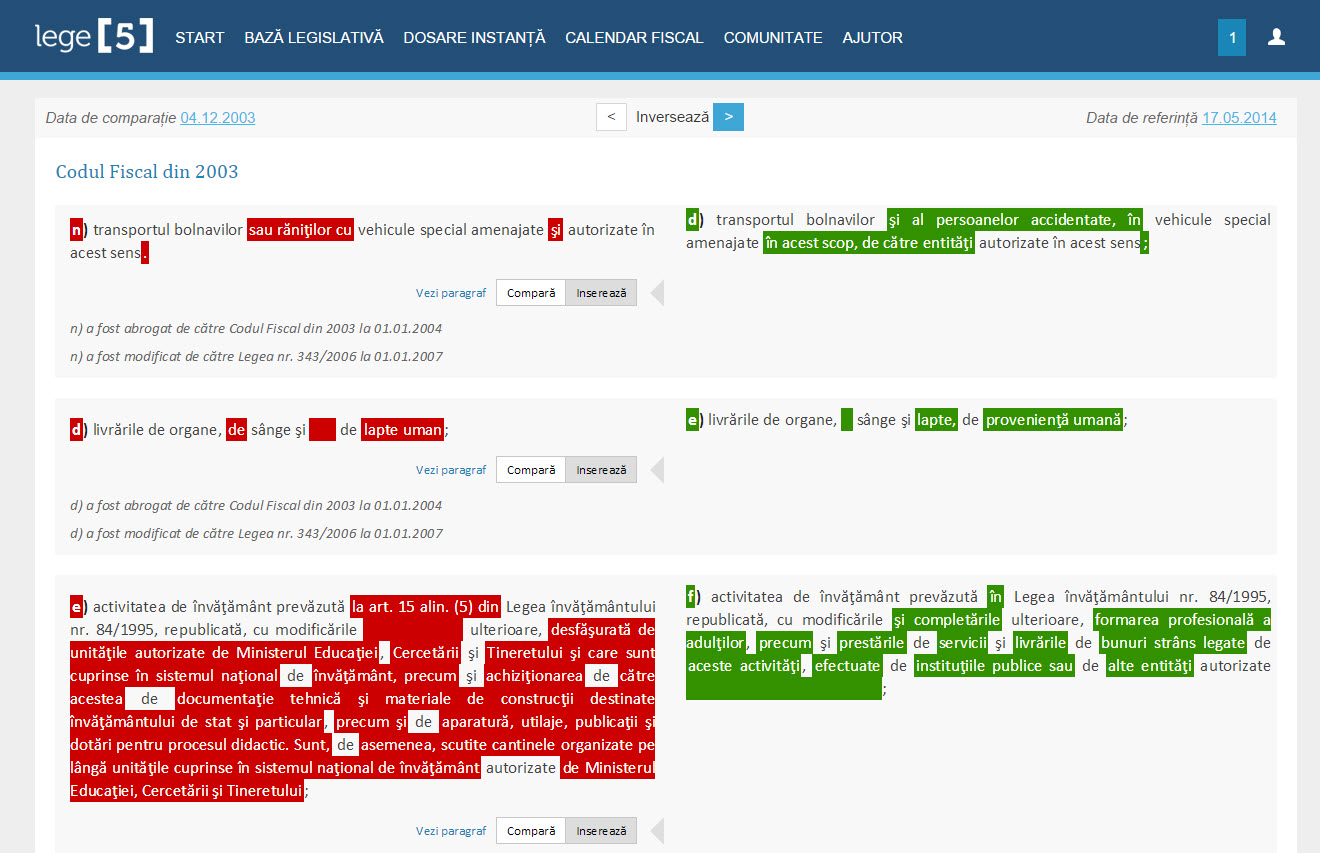 lege [5] START BAZĂ LEGISLATIVĂ DOSARE INSTANȚĂ CALENDAR FISCAL COMUNITATE AJUTOR 1
Data de comparație 04.12.2003 < Inversează > Data de referință 17.05.2014
Codul Fiscal din 2003
n) transportul bolnavilor sau răniţilor cu vehicule special amenajate şi autorizate în
acest sens.
Vezi paragraf Compară Inserează
n) a fost abrogat de către Codul Fiscal din 2003 la 01.01.2004
n) a fost modificat de către Legea nr. 343/2006 la 01.01.2007
d) transportul bolnavilor şi al persoanelor accidentate, în vehicule special
amenajate în acest scop, de către entităţi autorizate în acest sens;
d) livrările de organe, de sânge şi de lapte uman;
Vezi paragraf Compară Inserează
d) a fost abrogat de către Codul Fiscal din 2003 la 01.01.2004
d) a fost modificat de către Legea nr. 343/2006 la 01.01.2007
e) livrările de organe, sânge şi lapte, de provenienţă umană;
e) activitatea de învăţământ prevăzută la art. 15 alin. (5) din Legea învăţământului
nr. 84/1995, republicată, cu modificările ulterioare, desfăşurată de
unităţile autorizate de Ministerul Educaţiei, Cercetării şi Tineretului şi care sunt
cuprinse în sistemul naţional de învăţământ, precum şi achiziţionarea de către
acestea de documentaţie tehnică şi materiale de construcţii destinate
învăţământului de stat şi particular, precum şi de aparatură, utilaje, publicaţii şi
dotări pentru procesul didactic. Sunt, de asemenea, scutite cantinele organizate pe
lângă unităţile cuprinse în sistemul naţional de învăţământ autorizate de Ministerul
Educaţiei, Cercetării şi Tineretului;
Vezi paragraf Compară Inserează
f) activitatea de învăţământ prevăzută în Legea învăţământului nr. 84/1995,
republicată, cu modificările şi completările ulterioare, formarea profesională a
adulţilor, precum şi prestările de servicii şi livrările de bunuri strâns legate de
aceste activităţi, efectuate de instituţiile publice sau de alte entităţi autorizate
;